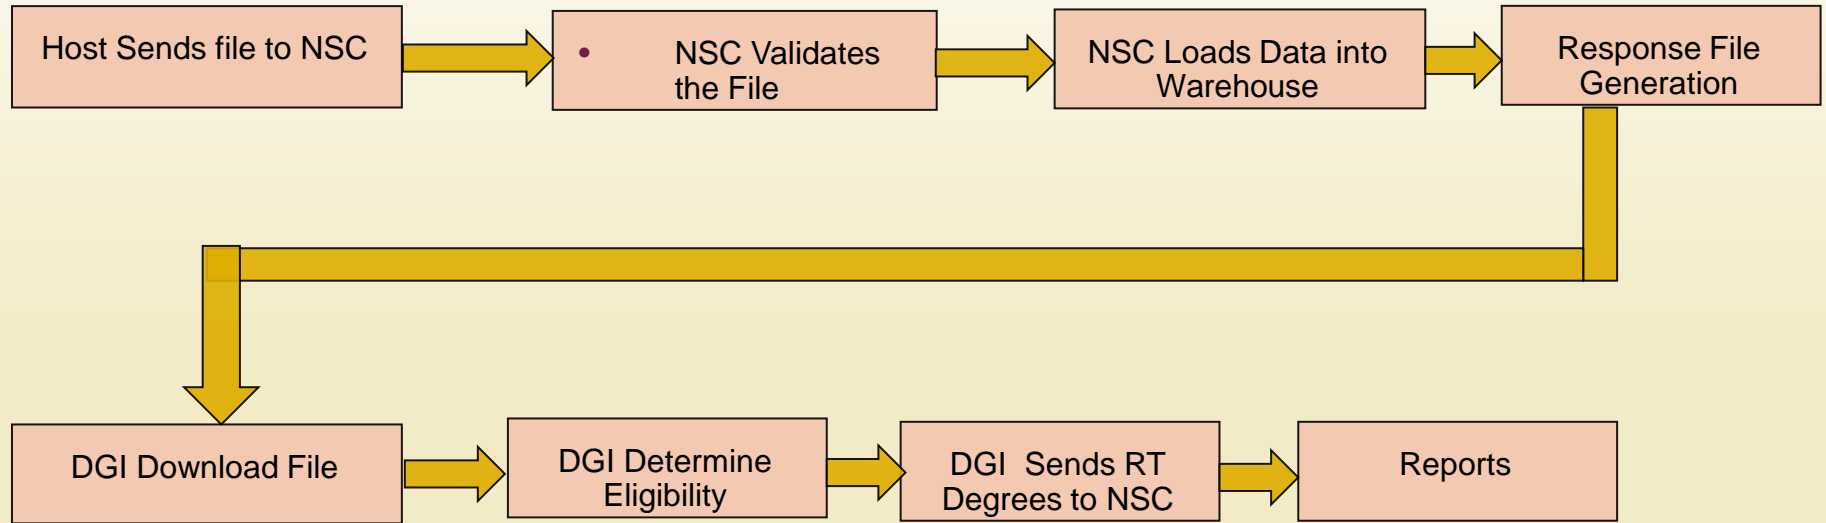 Host Sends file to NSC
• NSC Validates
the File
NSC Loads Data into
Warehouse
Response File
Generation
DGI Download File
DGI Determine
Eligibility
DGI Sends RT
Degrees to NSC
Reports